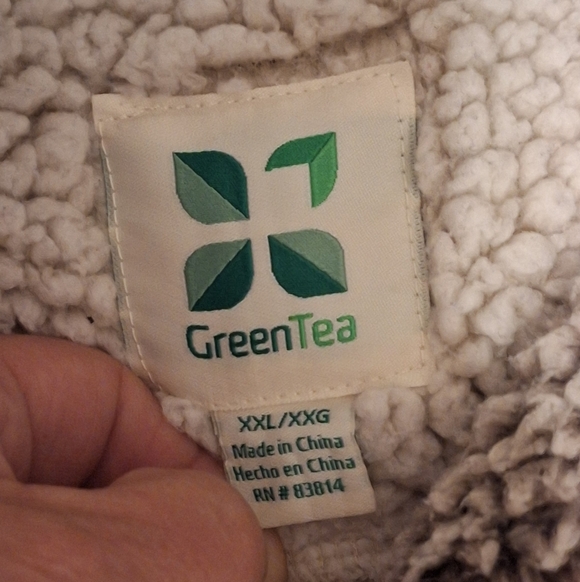 GreenTea
XXL/XXG
Made in China
Hecho en China
RN # 83814